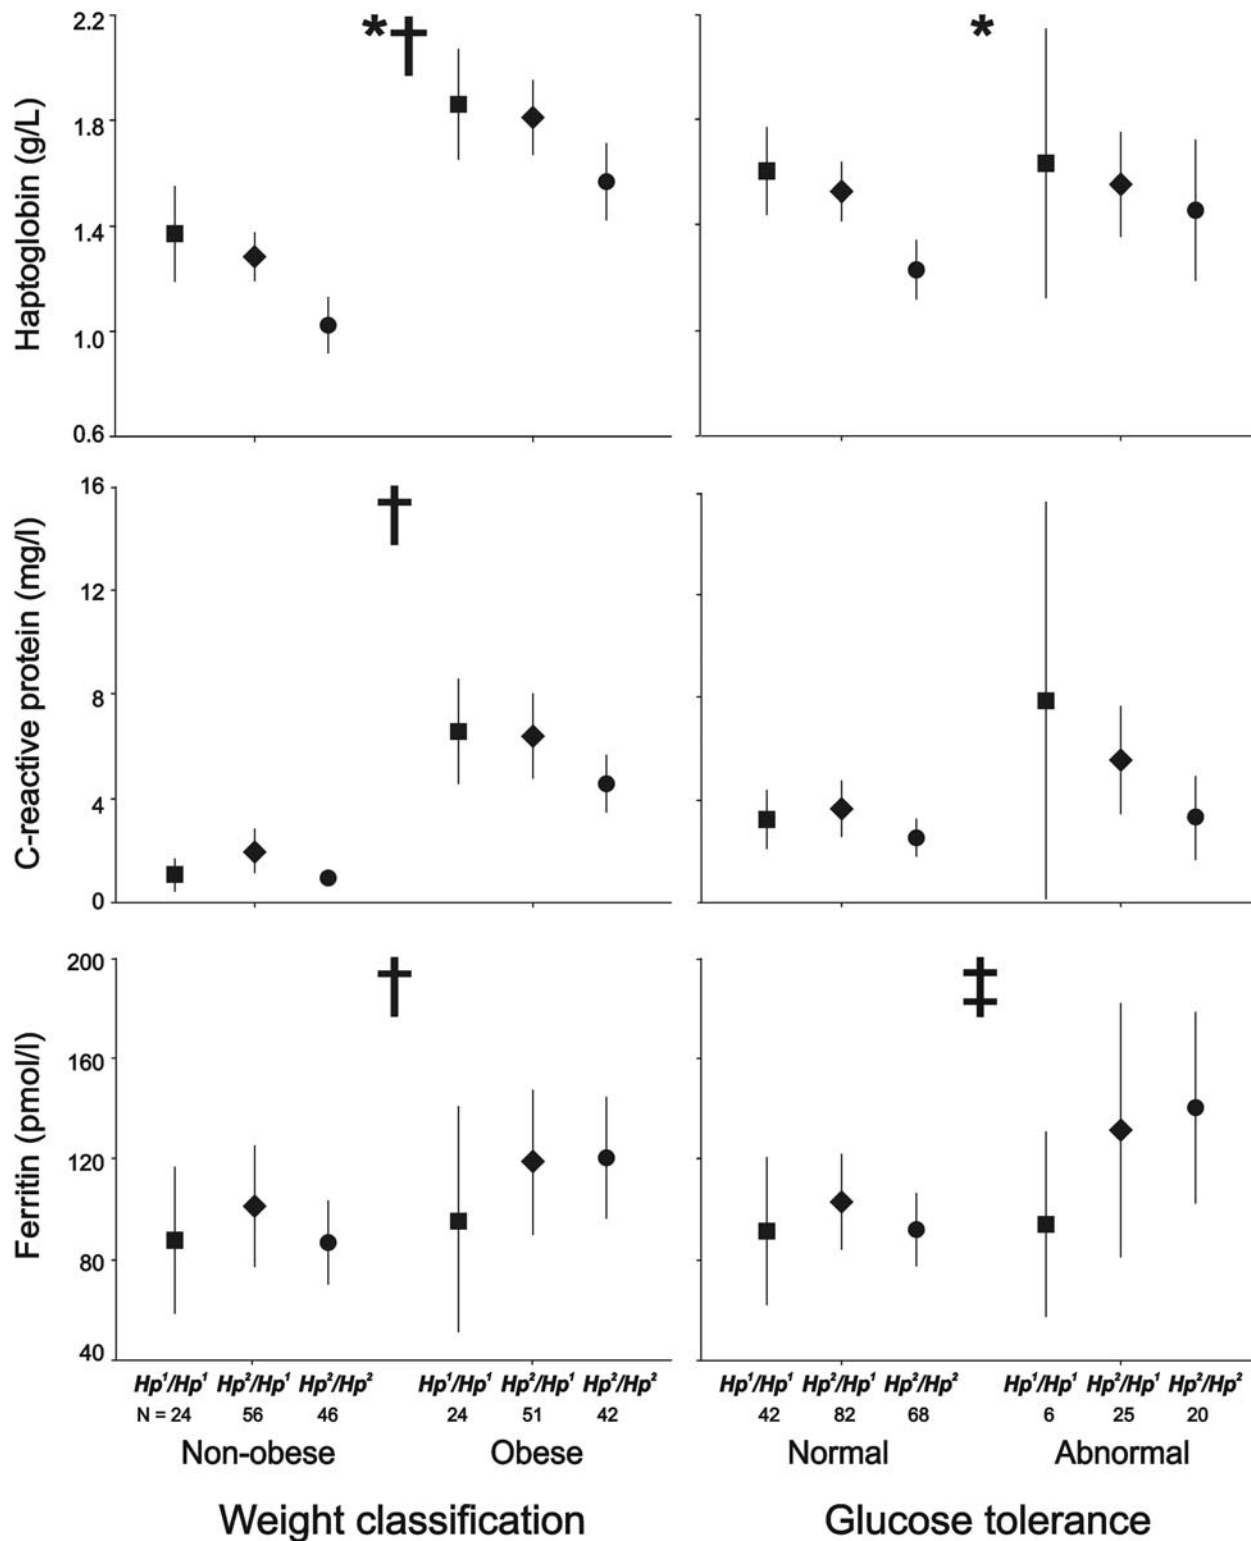 Haptoglobin (g/L)
2.2
1.8
1.4
1.0
0.6
*†
*
C-reactive protein (mg/l)
16
12
8
4
0
†
Ferritin (pmol/l)
200
160
120
80
40
†
‡
Hp¹/Hp¹ Hp²/Hp¹ Hp²/Hp² Hp¹/Hp¹ Hp²/Hp¹ Hp²/Hp² Hp¹/Hp¹ Hp²/Hp¹ Hp²/Hp² Hp¹/Hp¹ Hp²/Hp¹ Hp²/Hp²
N = 24 56 46 24 51 42 42 82 68 6 25 20
Non-obese Obese Normal Abnormal
Weight classification Glucose tolerance